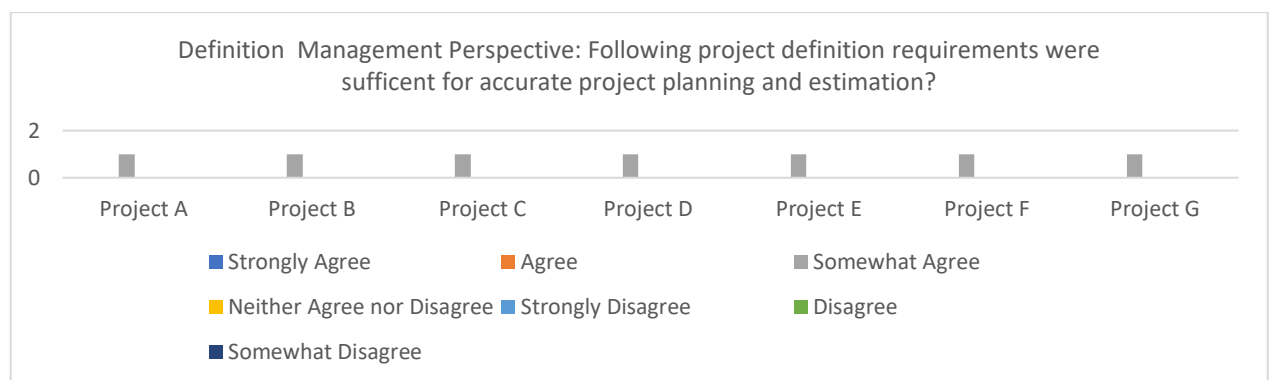 Definition  Management Perspective: Following project definition requirements were
sufficent for accurate project planning and estimation?
2
0
Project A Project B Project C Project D Project E Project F Project G
Strongly Agree Agree Somewhat Agree
Neither Agree nor Disagree Strongly Disagree Disagree
Somewhat Disagree